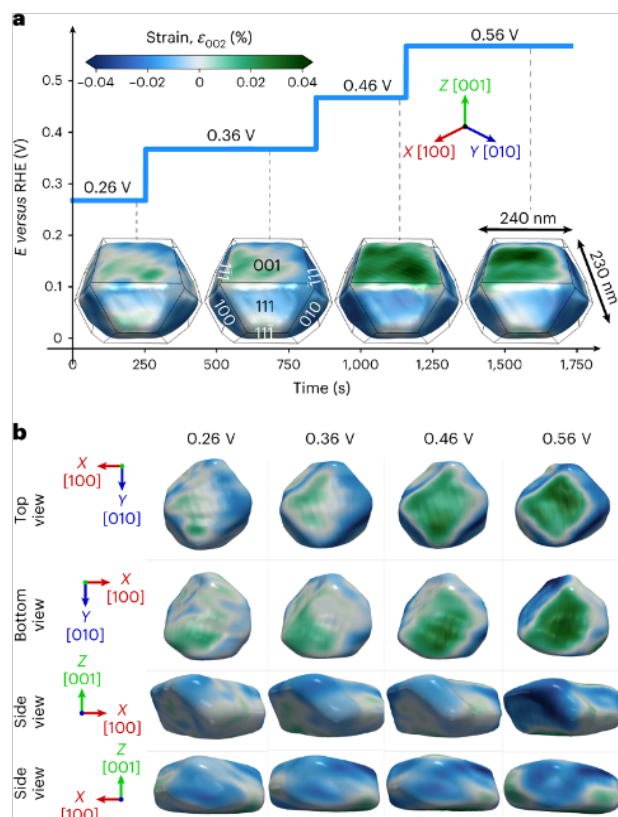 a
Strain, ε002 (%)
−0.04 −0.02 0 0.02 0.04
0.56 V
0.46 V
0.36 V
0.26 V
Z [001]
X [100] Y [010]
240 nm
230 nm
001
111 111
100 111 010
111
E versus RHE (V)
0.5
0.4
0.3
0.2
0.1
0
0 250 500 750 1,000 1,250 1,500 1,750
Time (s)
b
0.26 V 0.36 V 0.46 V 0.56 V
Top view
X [100]
Y [010]
Bottom view
X [100]
Y [010]
Side view
Z [001]
X [100]
Side view
Z [001]
X [100]